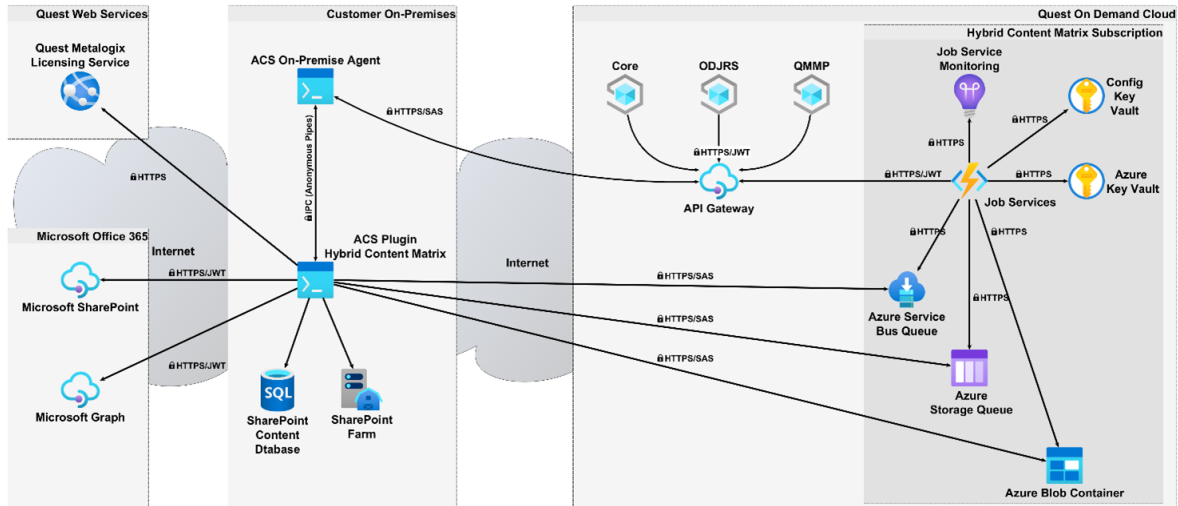 Quest Web Services
Quest Metalogix
Licensing Service
HTTPS
Microsoft Office 365
Internet
HTTPS/JWT
Microsoft SharePoint
HTTPS/JWT
Microsoft Graph
Customer On-Premises
ACS On-Premise Agent
HTTPS/SAS
IPC (Anonymous Pipes)
ACS Plugin
Hybrid Content Matrix
SQL
SharePoint
Content
Dtabase
SharePoint
Farm
Internet
HTTPS/SAS
HTTPS/SAS
HTTPS/SAS
Quest On Demand Cloud
Core
ODJRS
QMMP
HTTPS/JWT
API Gateway
HTTPS/JWT
Hybrid Content Matrix Subscription
Job Service
Monitoring
HTTPS
HTTPS
Config
Key
Vault
HTTPS
Azure
Key Vault
Job Services
HTTPS
HTTPS
HTTPS
Azure Service
Bus Queue
Azure
Storage Queue
Azure Blob Container